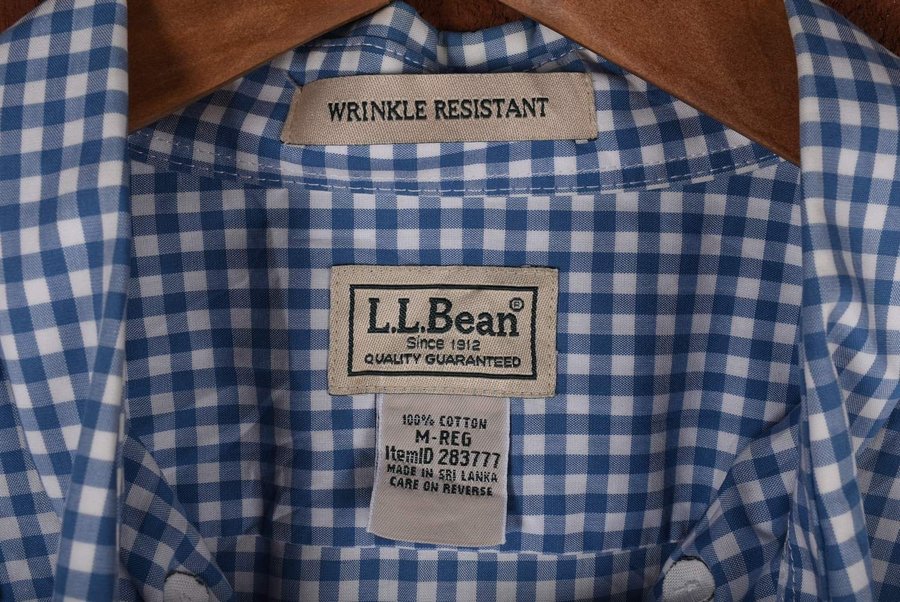 WRINKLE RESISTANT
L.L.Bean®
Since 1912
QUALITY GUARANTEED
100% COTTON
M-REG
ItemID 283777
MADE IN SRI LANKA
CARE ON REVERSE